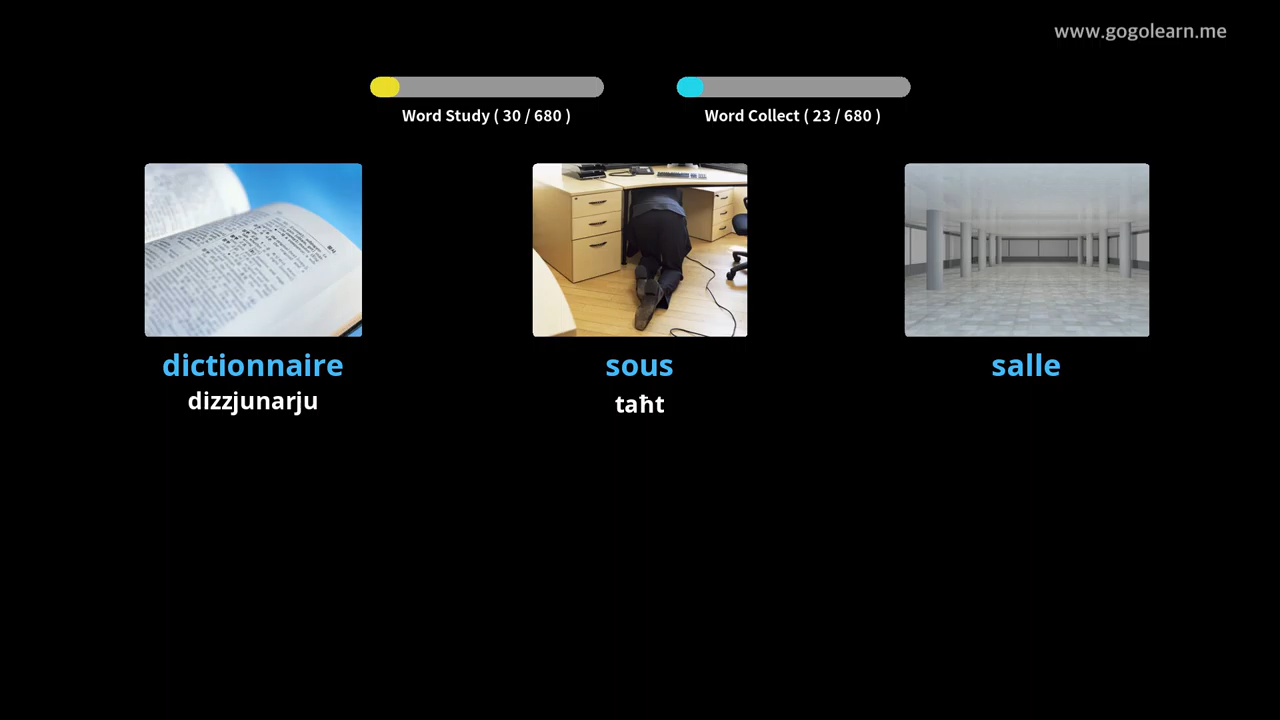 www.gogolearn.me
Word Study ( 30 / 680 )
Word Collect ( 23 / 680 )
dictionnaire
dizzjunarju
sous
taħt
salle